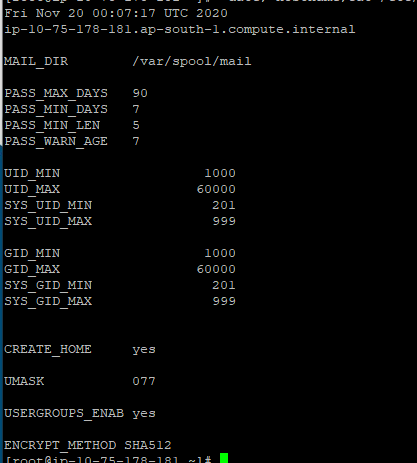 Fri Nov 20 00:07:17 UTC 2020
ip-10-75-178-181.ap-south-1.compute.internal
MAIL_DIR /var/spool/mail
PASS_MAX_DAYS 90
PASS_MIN_DAYS 7
PASS_MIN_LEN 5
PASS_WARN_AGE 7
UID_MIN 1000
UID_MAX 60000
SYS_UID_MIN 201
SYS_UID_MAX 999
GID_MIN 1000
GID_MAX 60000
SYS_GID_MIN 201
SYS_GID_MAX 999
CREATE_HOME yes
UMASK 077
USERGROUPS_ENAB yes
ENCRYPT_METHOD SHA512
[root@ip-10-75-178-181 ~]#